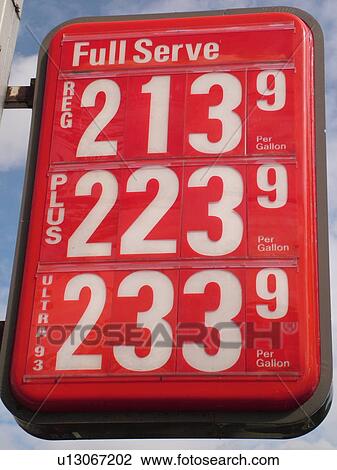 Full Serve
REG 213 9 Per Gallon
PLUS 223 9 Per Gallon
ULTRA 93 233 9 Per Gallon
FOTOSEARCH
u13067202 www.fotosearch.com